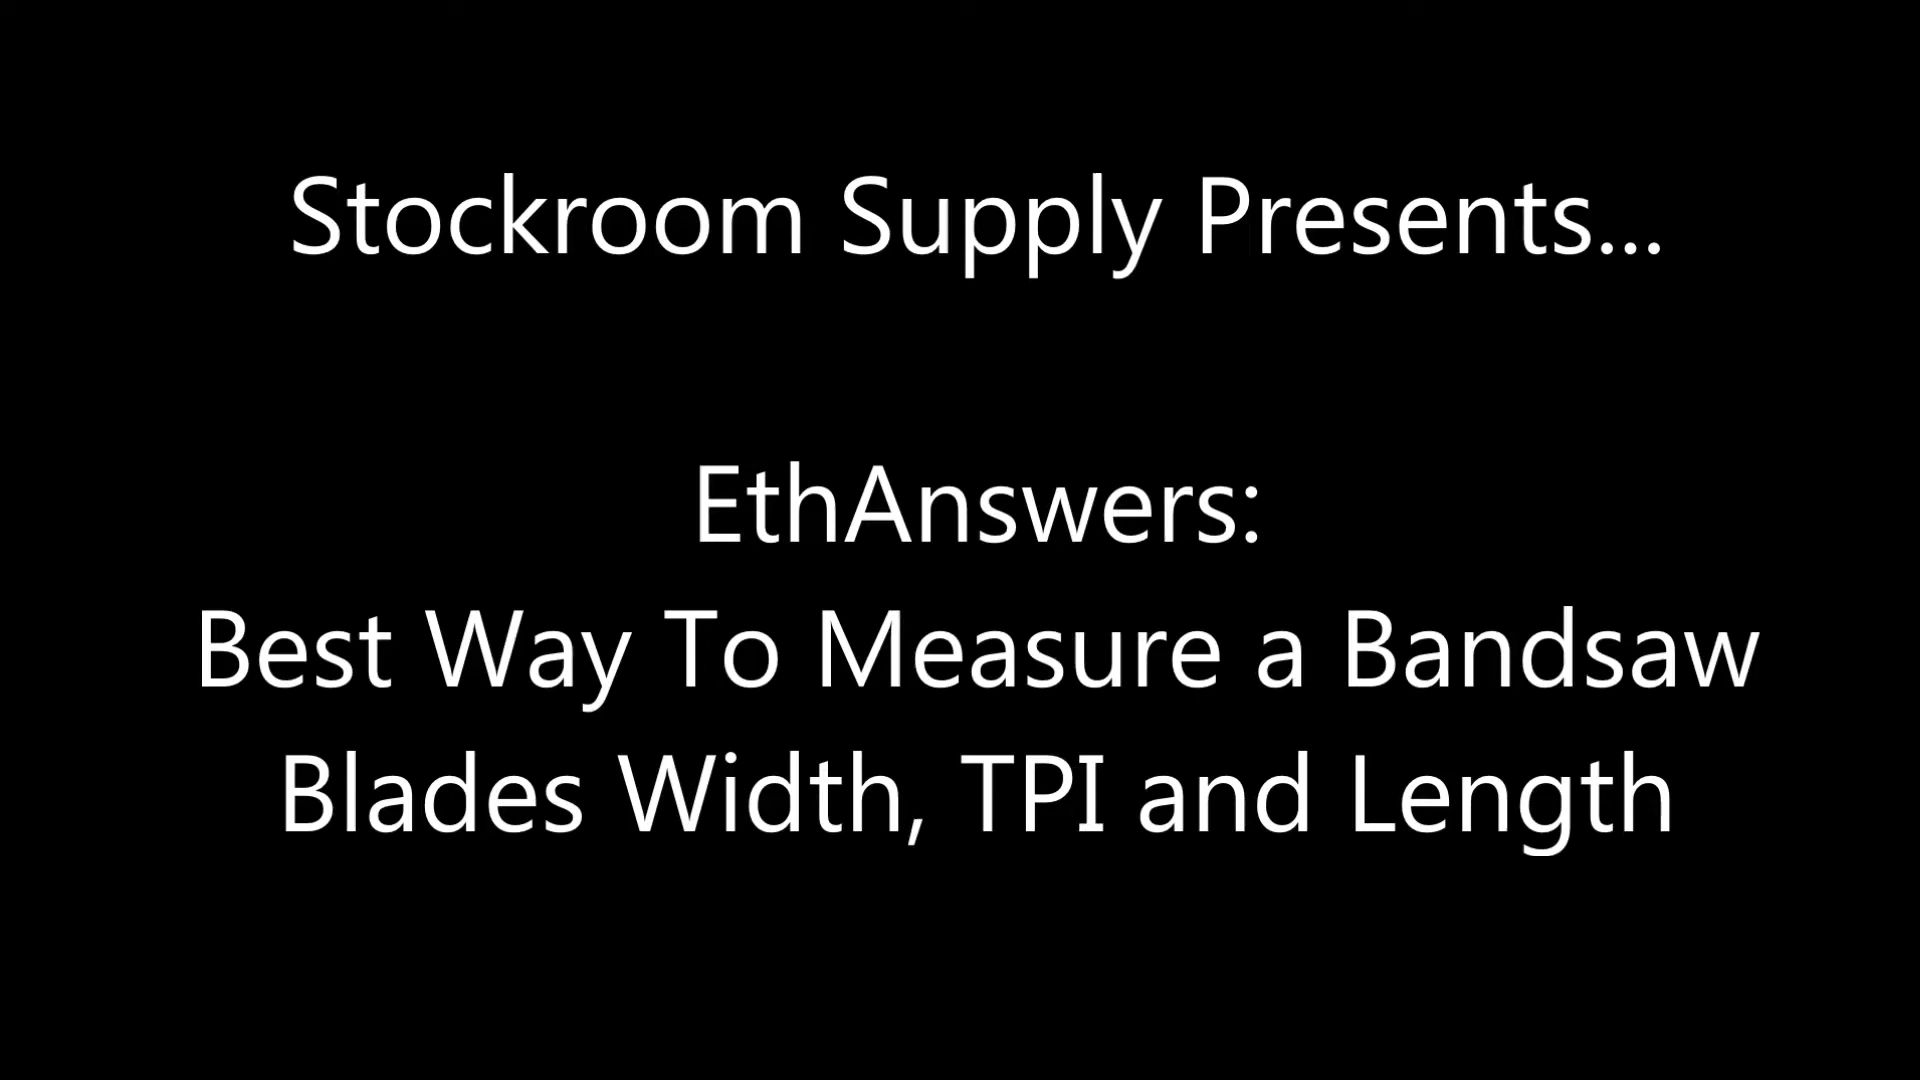 Stockroom Supply Presents...
EthAnswers:
Best Way To Measure a Bandsaw
Blades Width, TPI and Length